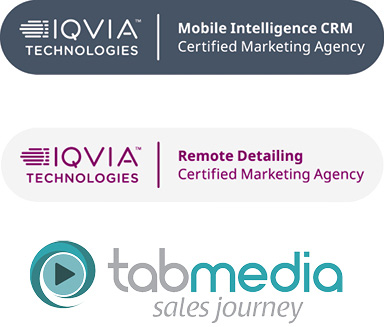 IQVIA™
TECHNOLOGIES
Mobile Intelligence CRM
Certified Marketing Agency
IQVIA™
TECHNOLOGIES
Remote Detailing
Certified Marketing Agency
tabmedia
sales journey